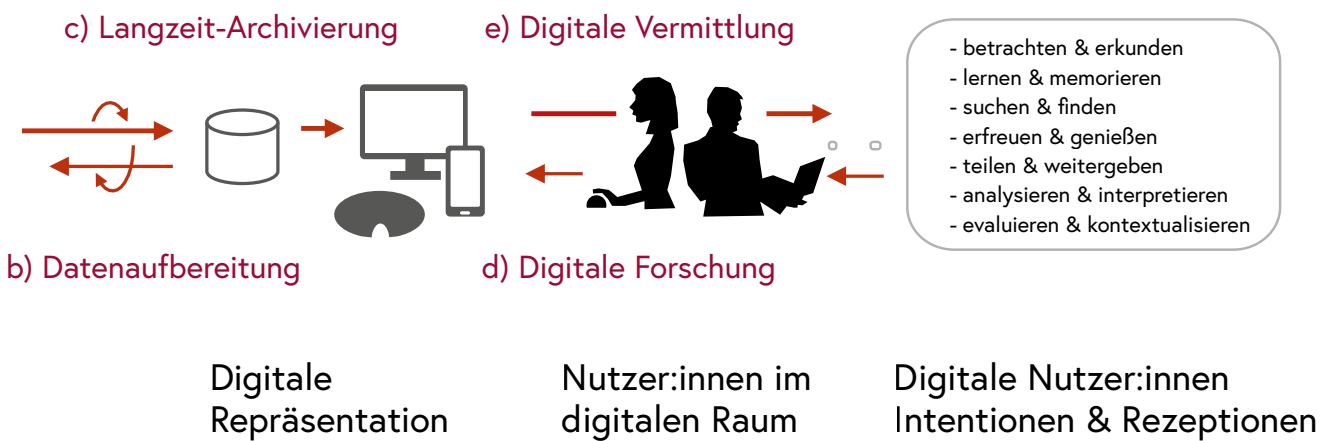 c) Langzeit-Archivierung
e) Digitale Vermittlung
- betrachten & erkunden
- lernen & memorieren
- suchen & finden
- erfreuen & genießen
- teilen & weitergeben
- analysieren & interpretieren
- evaluieren & kontextualisieren
b) Datenaufbereitung
d) Digitale Forschung
Digitale
Repräsentation
Nutzer:innen im
digitalen Raum
Digitale Nutzer:innen
Intentionen & Rezeptionen